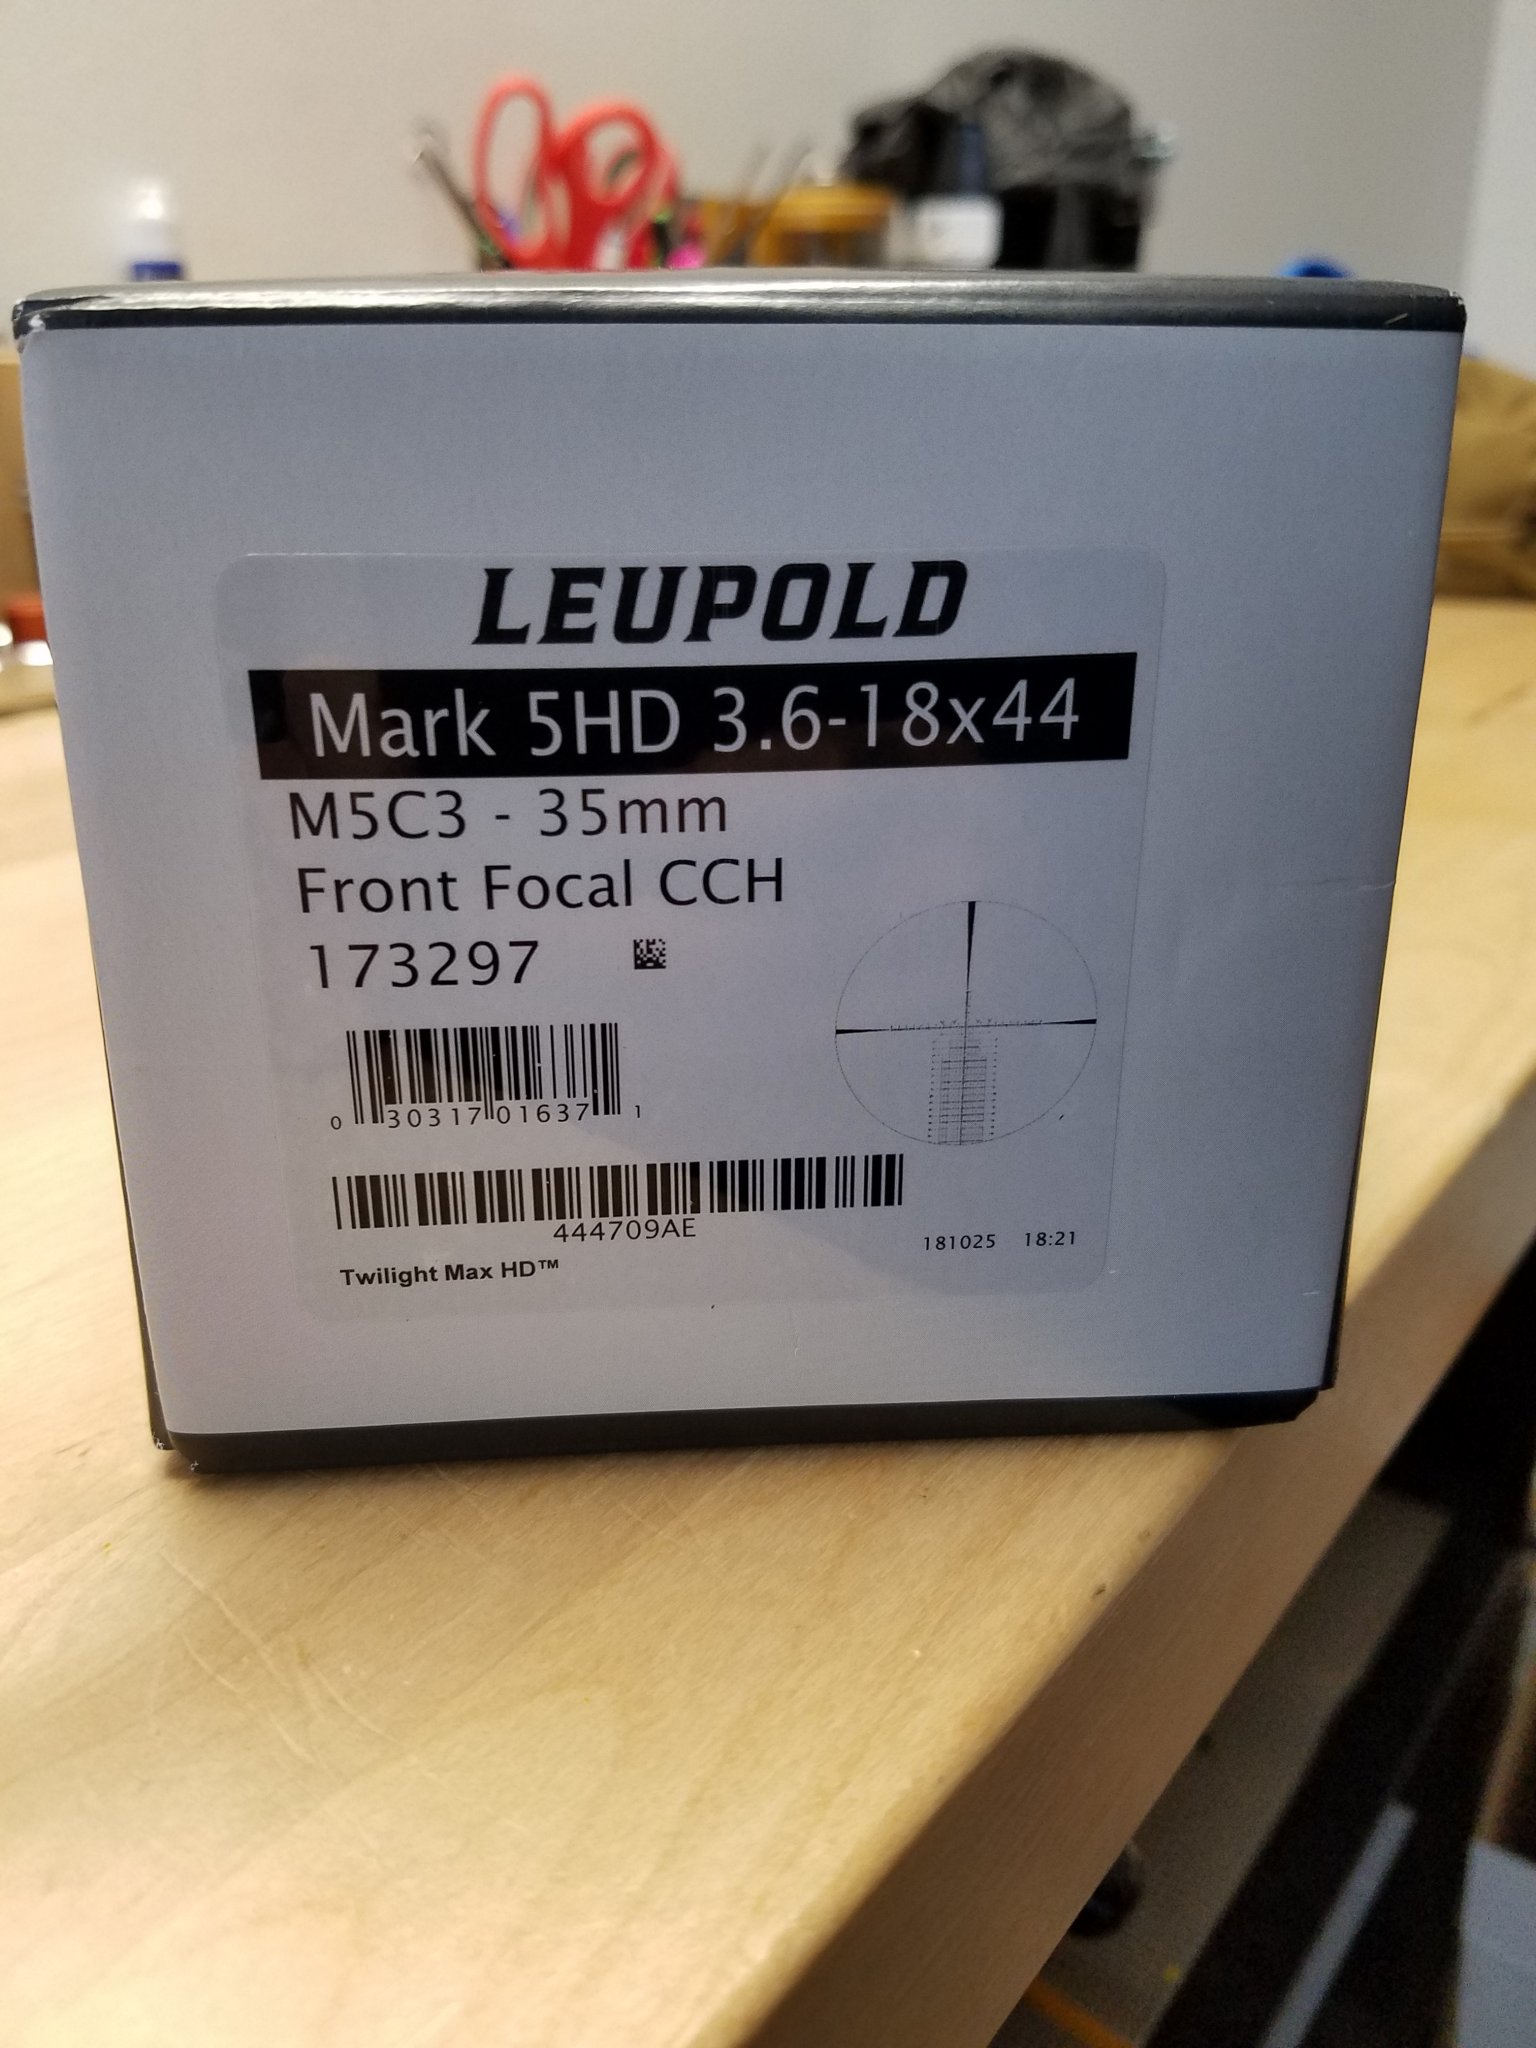 LEUPOLD
Mark 5HD 3.6-18x44
M5C3 - 35mm
Front Focal CCH
173297
0 30317 01637 1
444709AE
181025 18:21
Twilight Max HD™